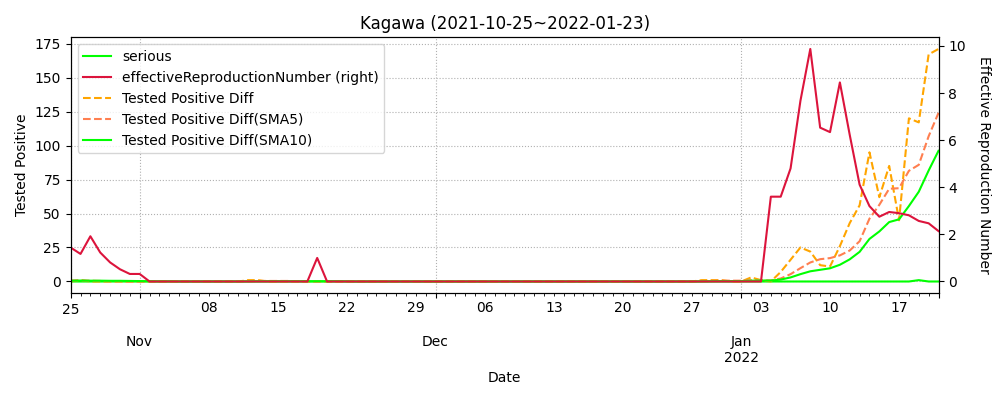 Kagawa (2021-10-25~2022-01-23)
serious
effectiveReproductionNumber (right)
Tested Positive Diff
Tested Positive Diff(SMA5)
Tested Positive Diff(SMA10)
Tested Positive
175
150
125
100
75
50
25
0
Effective Reproduction Number
10
8
6
4
2
0
25 08 15 22 29 06 13 20 27 03 10 17
Nov Dec Jan
2022
Date